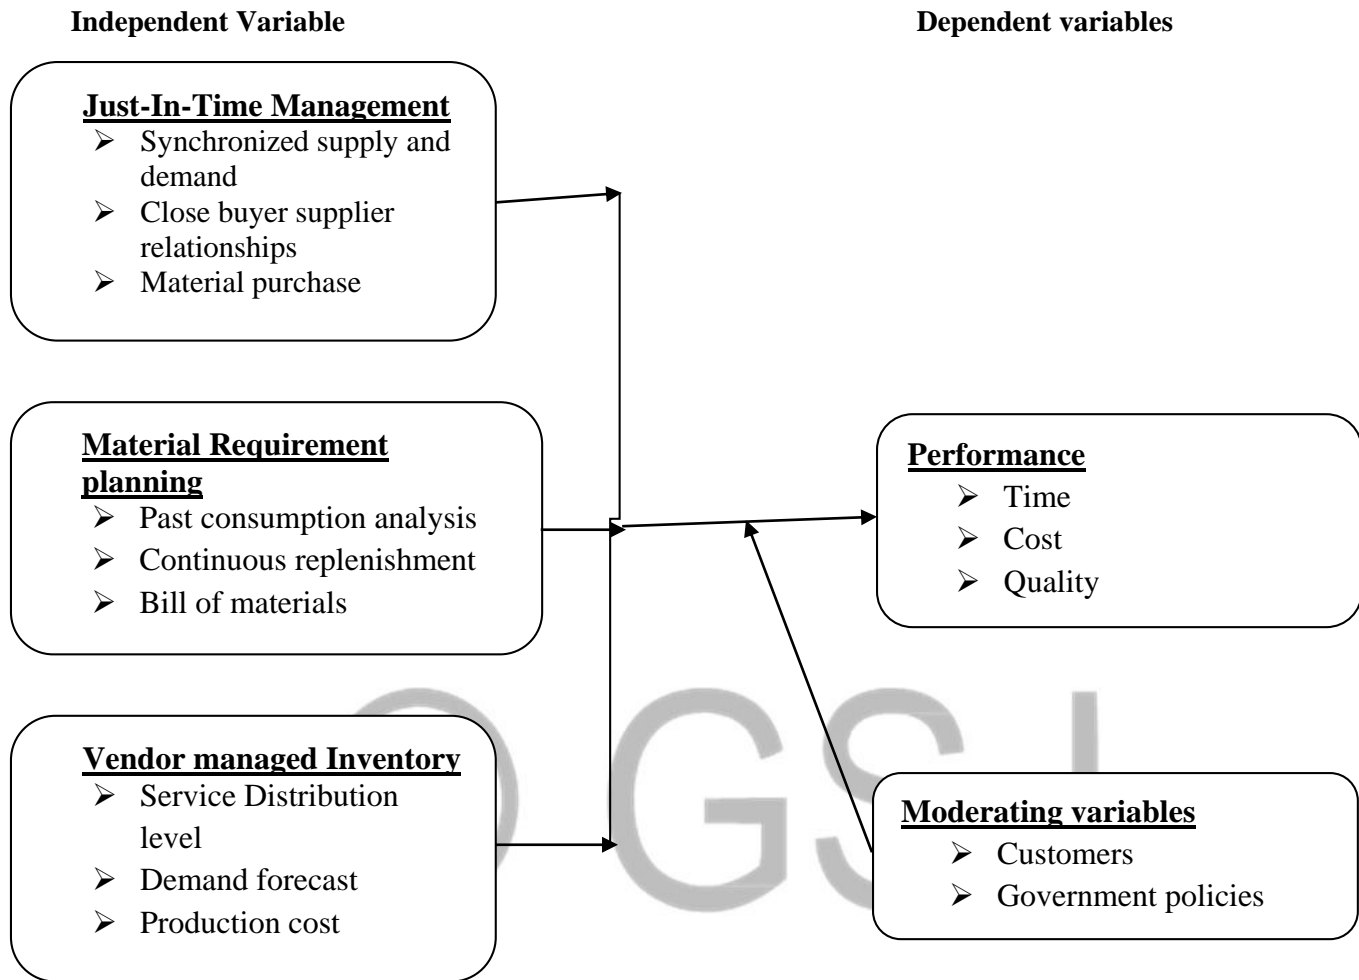 Independent Variable
Dependent variables
Just-In-Time Management
➢ Synchronized supply and
demand
➢ Close buyer supplier
relationships
➢ Material purchase
Material Requirement
planning
➢ Past consumption analysis
➢ Continuous replenishment
➢ Bill of materials
Performance
➢ Time
➢ Cost
➢ Quality
Vendor managed Inventory
➢ Service Distribution
level
➢ Demand forecast
➢ Production cost
Moderating variables
➢ Customers
➢ Government policies
GSJ